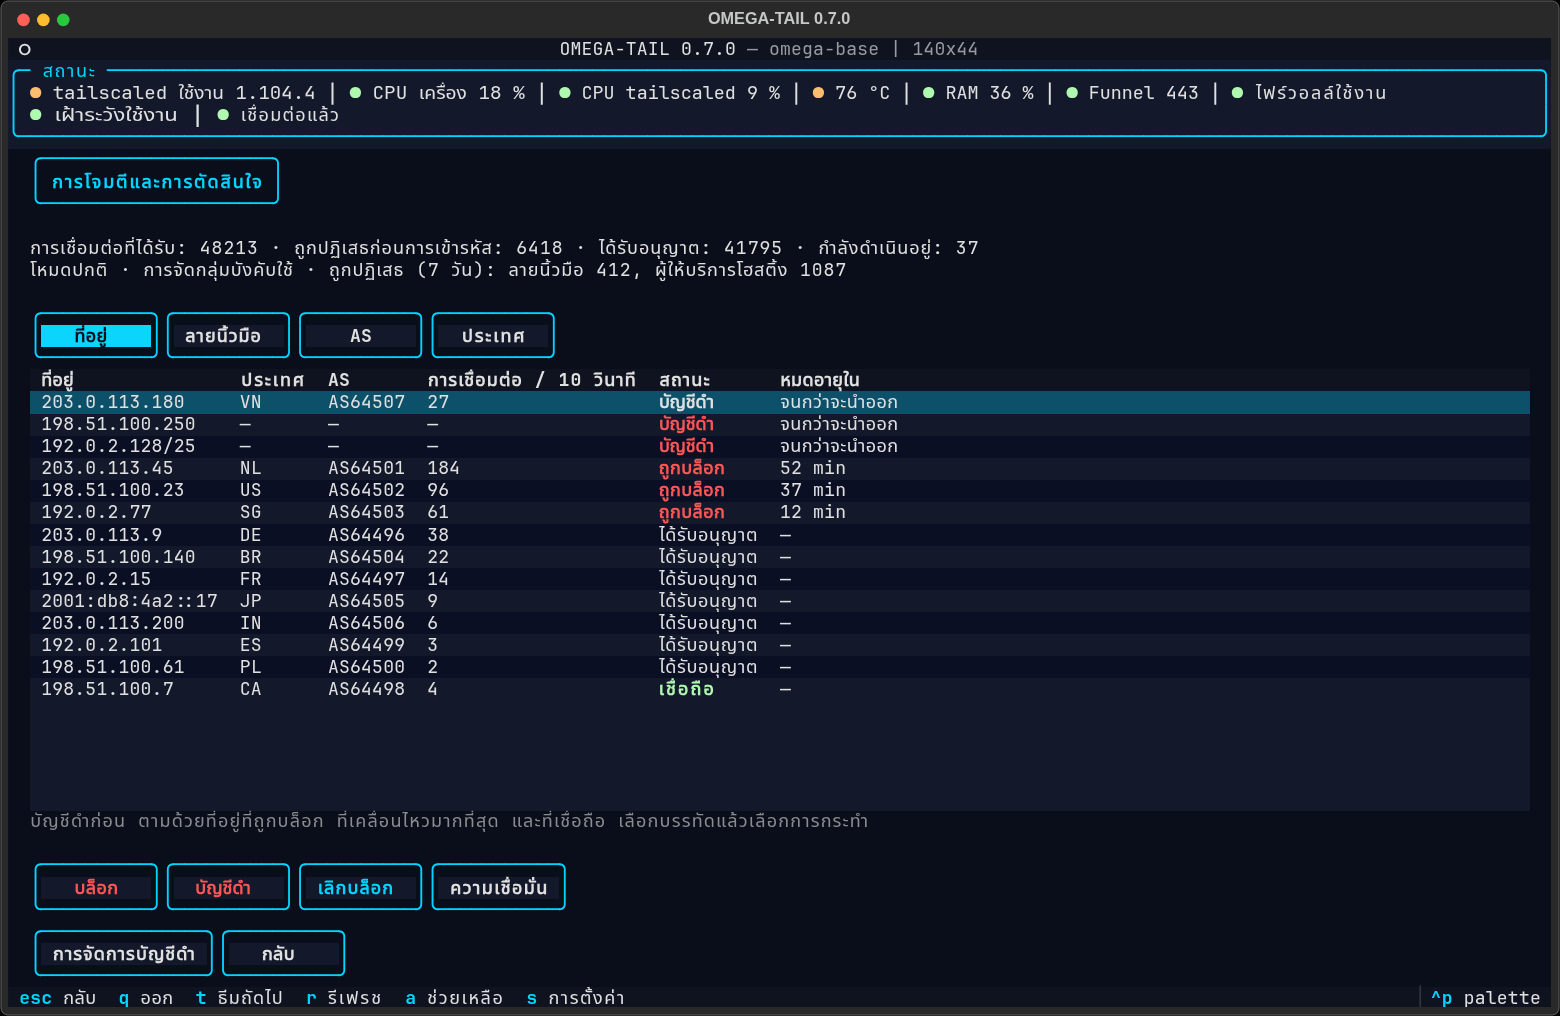 OMEGA-TAIL 0.7.0
OMEGA-TAIL 0.7.0 — omega-base | 140x44
สถานะ
● tailscaled ใช้งาน 1.104.4 │ ● CPU เครื่อง 18 % │ ● CPU tailscaled 9 % │ ● 76 °C │ ● RAM 36 % │ ● Funnel 443 │ ● ไฟร์วอลล์ใช้งาน
● เฝ้าระวังใช้งาน │ ● เชื่อมต่อแล้ว
การโจมตีและการตัดสินใจ
การเชื่อมต่อที่ได้รับ: 48213 · ถูกปฏิเสธก่อนการเข้ารหัส: 6418 · ได้รับอนุญาต: 41795 · กำลังดำเนินอยู่: 37
โหมดปกติ · การจัดกลุ่มบังคับใช้ · ถูกปฏิเสธ (7 วัน): ลายนิ้วมือ 412, ผู้ให้บริการโฮสติ้ง 1087
ที่อยู่ ลายนิ้วมือ AS ประเทศ
ที่อยู่ ประเทศ AS การเชื่อมต่อ / 10 วินาที สถานะ หมดอายุใน
203.0.113.180 VN AS64507 27 บัญชีดำ จนกว่าจะนำออก
198.51.100.250 — — — บัญชีดำ จนกว่าจะนำออก
192.0.2.128/25 — — — บัญชีดำ จนกว่าจะนำออก
203.0.113.45 NL AS64501 184 ถูกบล็อก 52 min
198.51.100.23 US AS64502 96 ถูกบล็อก 37 min
192.0.2.77 SG AS64503 61 ถูกบล็อก 12 min
203.0.113.9 DE AS64496 38 ได้รับอนุญาต —
198.51.100.140 BR AS64504 22 ได้รับอนุญาต —
192.0.2.15 FR AS64497 14 ได้รับอนุญาต —
2001:db8:4a2::17 JP AS64505 9 ได้รับอนุญาต —
203.0.113.200 IN AS64506 6 ได้รับอนุญาต —
192.0.2.101 ES AS64499 3 ได้รับอนุญาต —
198.51.100.61 PL AS64500 2 ได้รับอนุญาต —
198.51.100.7 CA AS64498 4 เชื่อถือ —
บัญชีดำก่อน ตามด้วยที่อยู่ที่ถูกบล็อก ที่เคลื่อนไหวมากที่สุด และที่เชื่อถือ เลือกบรรทัดแล้วเลือกการกระทำ
บล็อก บัญชีดำ เลิกบล็อก ความเชื่อมั่น
การจัดการบัญชีดำ กลับ
esc กลับ q ออก t ธีมถัดไป r รีเฟรช a ช่วยเหลือ s การตั้งค่า ^p palette